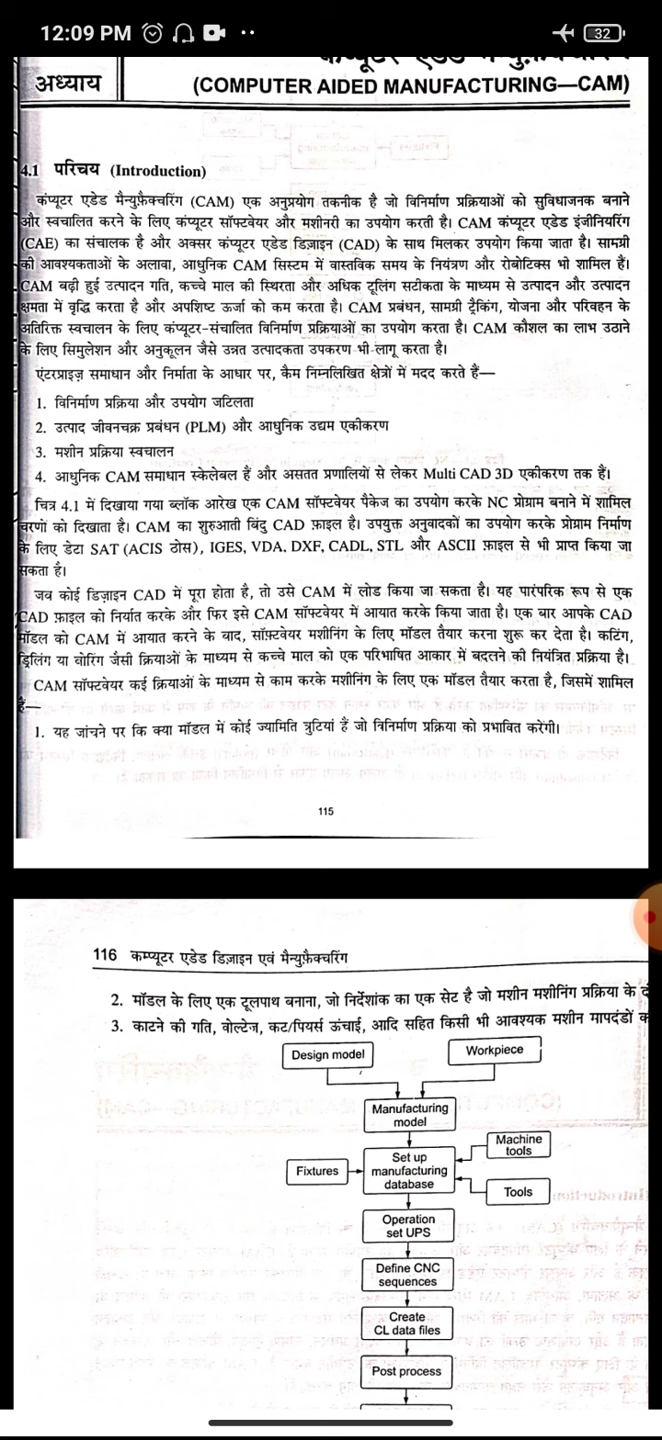 12:09 PM
32
अध्याय
(COMPUTER AIDED MANUFACTURING—CAM)
4.1 परिचय (Introduction)
कंप्यूटर एडेड मैन्युफ़ैक्चरिंग (CAM) एक अनुप्रयोग तकनीक है जो विनिर्माण प्रक्रियाओं को सुविधाजनक बनाने
और स्वचालित करने के लिए कंप्यूटर सॉफ्टवेयर और मशीनरी का उपयोग करती है। CAM कंप्यूटर एडेड इंजीनियरिंग
(CAE) का संचालक है और अक्सर कंप्यूटर एडेड डिज़ाइन (CAD) के साथ मिलकर उपयोग किया जाता है। सामग्री
की आवश्यकताओं के अलावा, आधुनिक CAM सिस्टम में वास्तविक समय के नियंत्रण और रोबोटिक्स भी शामिल हैं।
CAM बढ़ी हुई उत्पादन गति, कच्चे माल की स्थिरता और अधिक टूलिंग सटीकता के माध्यम से उत्पादन और उत्पादन
क्षमता में वृद्धि करता है और अपशिष्ट ऊर्जा को कम करता है। CAM प्रबंधन, सामग्री ट्रैकिंग, योजना और परिवहन के
अतिरिक्त स्वचालन के लिए कंप्यूटर-संचालित विनिर्माण प्रक्रियाओं का उपयोग करता है। CAM कौशल का लाभ उठाने
के लिए सिमुलेशन और अनुकूलन जैसे उन्नत उत्पादकता उपकरण भी लागू करता है।
एंटरप्राइज़ समाधान और निर्माता के आधार पर, कैम निम्नलिखित क्षेत्रों में मदद करते हैं—
1. विनिर्माण प्रक्रिया और उपयोग जटिलता
2. उत्पाद जीवनचक्र प्रबंधन (PLM) और आधुनिक उद्यम एकीकरण
3. मशीन प्रक्रिया स्वचालन
4. आधुनिक CAM समाधान स्केलेबल हैं और असतत प्रणालियों से लेकर Multi CAD 3D एकीकरण तक हैं।
चित्र 4.1 में दिखाया गया ब्लॉक आरेख एक CAM सॉफ्टवेयर पैकेज का उपयोग करके NC प्रोग्राम बनाने में शामिल
चरणों को दिखाता है। CAM का शुरुआती बिंदु CAD फ़ाइल है। उपयुक्त अनुवादकों का उपयोग करके प्रोग्राम निर्माण
के लिए डेटा SAT (ACIS ठोस), IGES, VDA, DXF, CADL, STL और ASCII फ़ाइल से भी प्राप्त किया जा
सकता है।
जब कोई डिज़ाइन CAD में पूरा होता है, तो उसे CAM में लोड किया जा सकता है। यह पारंपरिक रूप से एक
CAD फ़ाइल को निर्यात करके और फिर इसे CAM सॉफ्टवेयर में आयात करके किया जाता है। एक बार आपके CAD
मॉडल को CAM में आयात करने के बाद, सॉफ़्टवेयर मशीनिंग के लिए मॉडल तैयार करना शुरू कर देता है। कटिंग,
ड्रिलिंग या बोरिंग जैसी क्रियाओं के माध्यम से कच्चे माल को एक परिभाषित आकार में बदलने की नियंत्रित प्रक्रिया है।
CAM सॉफ्टवेयर कई क्रियाओं के माध्यम से काम करके मशीनिंग के लिए एक मॉडल तैयार करता है, जिसमें शामिल
हैं—
1. यह जांचने पर कि क्या मॉडल में कोई ज्यामिति त्रुटियां हैं जो विनिर्माण प्रक्रिया को प्रभावित करेंगी।
115
116 कम्प्यूटर एडेड डिज़ाइन एवं मैन्युफ़ैक्चरिंग
2. मॉडल के लिए एक टूलपाथ बनाना, जो निर्देशांक का एक सेट है जो मशीन मशीनिंग प्रक्रिया के
3. काटने की गति, वोल्टेज, कट/पियर्स ऊंचाई, आदि सहित किसी भी आवश्यक मशीन मापदंडों
Design model
Workpiece
Manufacturing
model
Machine
tools
Fixtures
Set up
manufacturing
database
Tools
Operation
set UPS
Define CNC
sequences
Create
CL data files
Post process